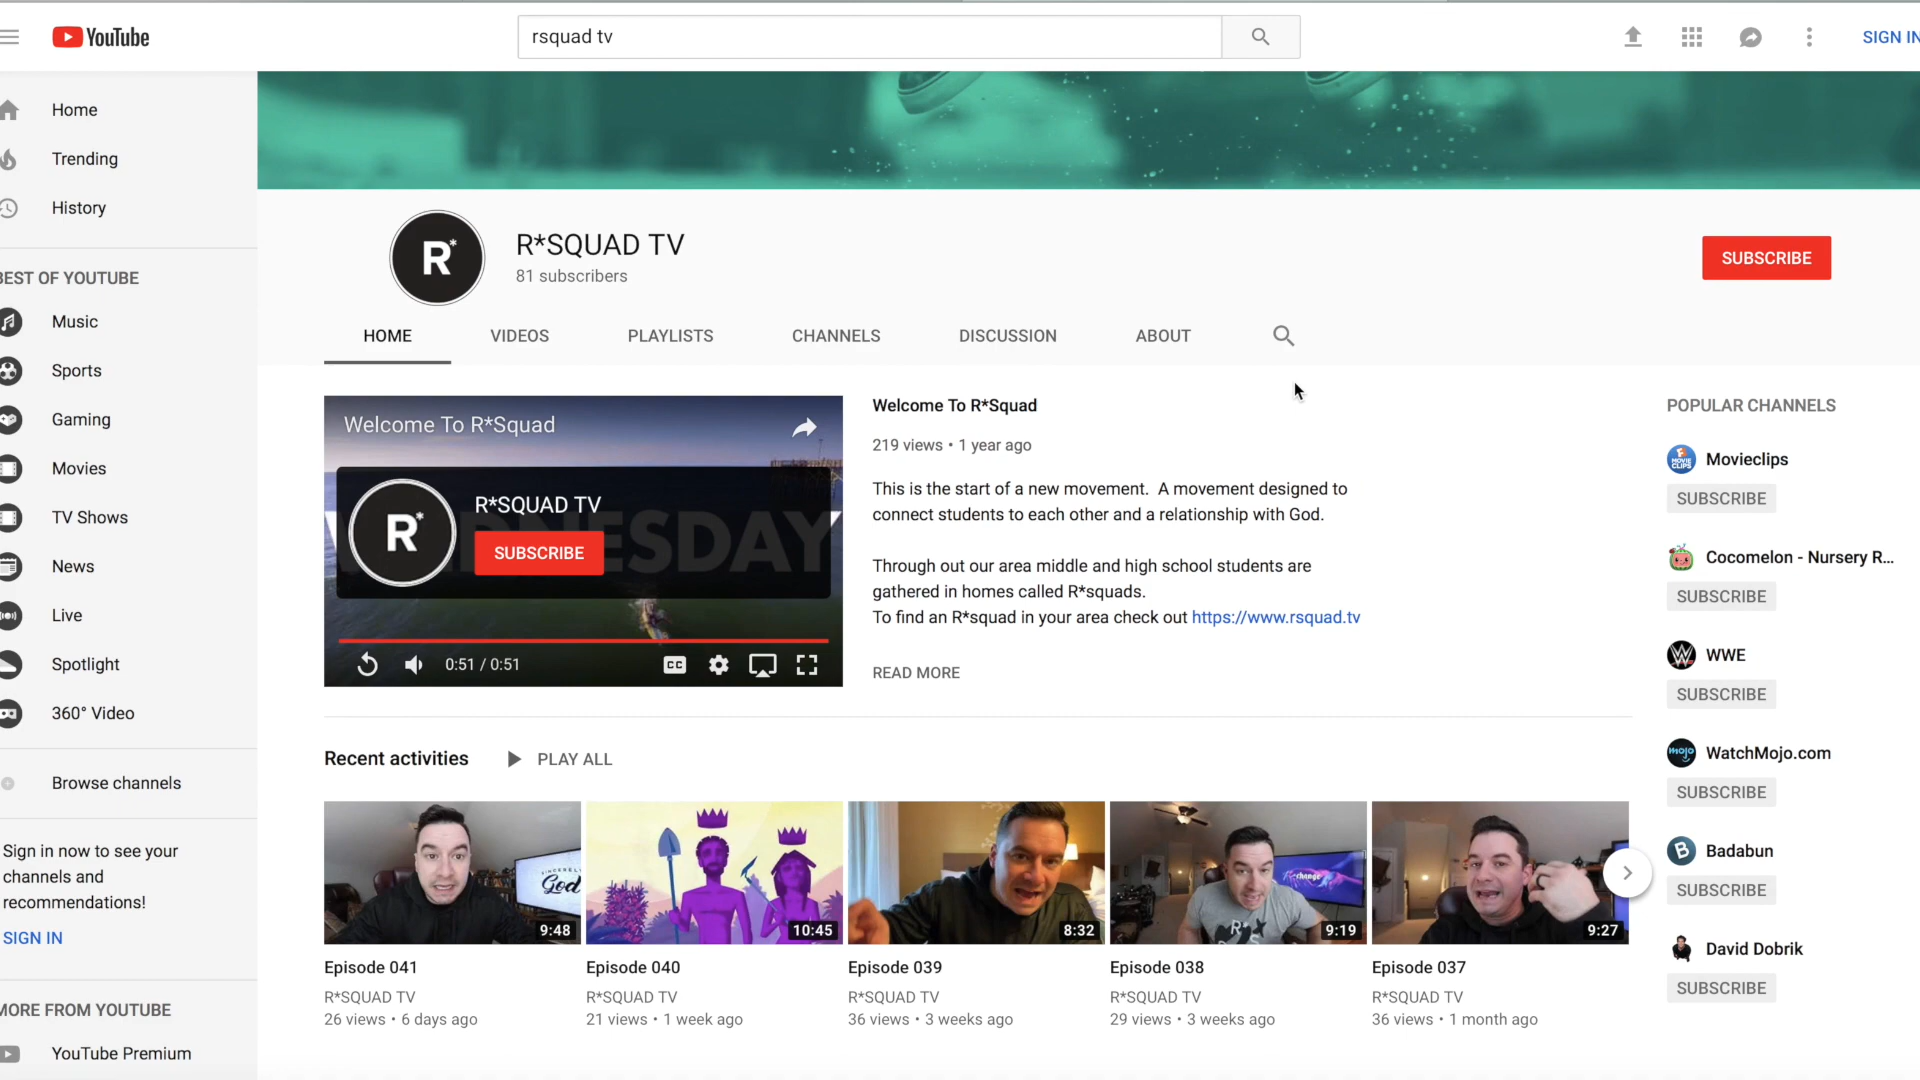 YouTube
rsquad tv
SIGN IN
Home
Trending
History
BEST OF YOUTUBE
Music
Sports
Gaming
Movies
TV Shows
News
Live
Spotlight
360° Video
Browse channels
Sign in now to see your
channels and
recommendations!
SIGN IN
MORE FROM YOUTUBE
YouTube Premium
R*
R*SQUAD TV
81 subscribers
SUBSCRIBE
HOME
VIDEOS
PLAYLISTS
CHANNELS
DISCUSSION
ABOUT
Welcome To R*Squad
R*
R*SQUAD TV
SUBSCRIBE
WEDNESDAY
0:51 / 0:51
CC
Welcome To R*Squad
219 views • 1 year ago
This is the start of a new movement. A movement designed to
connect students to each other and a relationship with God.
Through out our area middle and high school students are
gathered in homes called R*squads.
To find an R*squad in your area check out https://www.rsquad.tv
READ MORE
Recent activities
PLAY ALL
SINCERELY
God
9:48
Episode 041
R*SQUAD TV
26 views • 6 days ago
10:45
Episode 040
R*SQUAD TV
21 views • 1 week ago
8:32
Episode 039
R*SQUAD TV
36 views • 3 weeks ago
9:19
Episode 038
R*SQUAD TV
29 views • 3 weeks ago
9:27
Episode 037
R*SQUAD TV
36 views • 1 month ago
POPULAR CHANNELS
MOVIE
CLIPS
Movieclips
SUBSCRIBE
Cocomelon - Nursery R...
SUBSCRIBE
WWE
SUBSCRIBE
mojo
WatchMojo.com
SUBSCRIBE
B
Badabun
SUBSCRIBE
David Dobrik
SUBSCRIBE